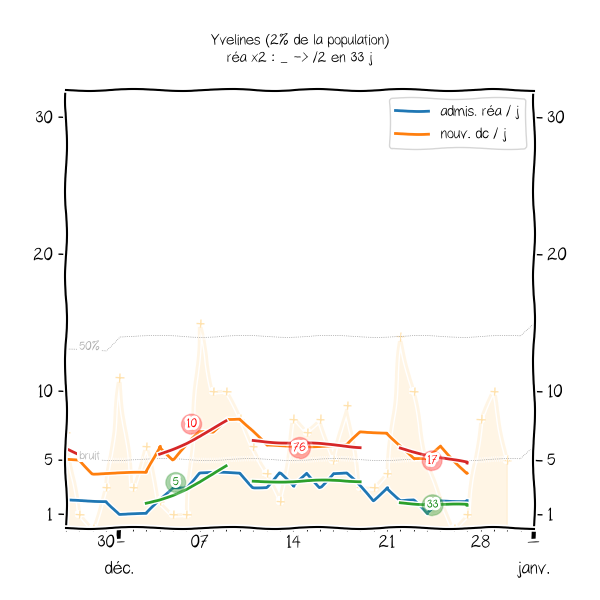 Yvelines (2% de la population)
réa x2 : _ -> /2 en 33 j
admis. réa / j
nouv. dc / j
30 30
20 20
50%
10 10
10
76
bruit
17
5 5
5
33
1 1
30 07 14 21 28
déc. janv.